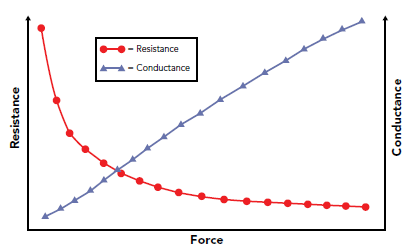 = Resistance
= Conductance
Resistance
Conductance
Force